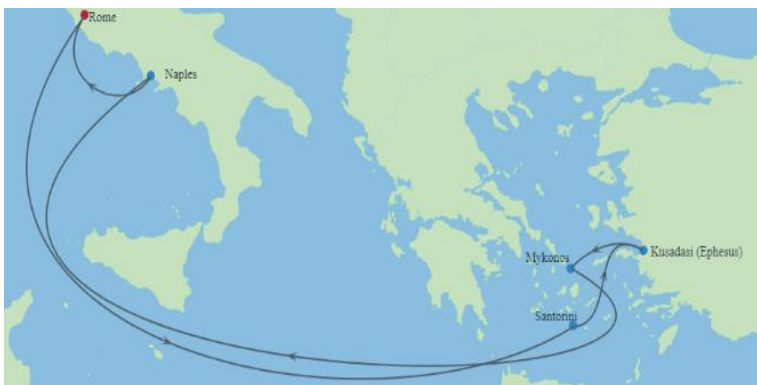 Rome
Naples
Mykonos
Kusadasi (Ephesus)
Santorini